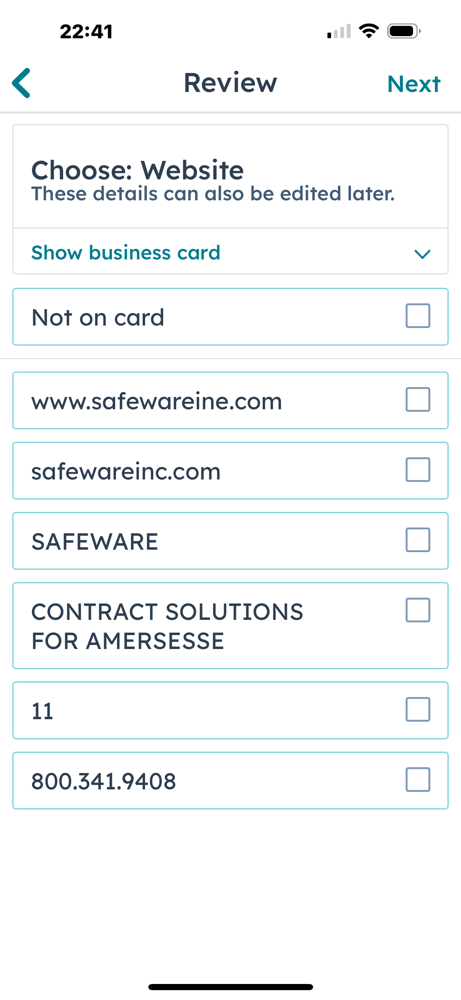 22:41
Review
Next
Choose: Website
These details can also be edited later.
Show business card
Not on card
www.safewareine.com
safewareinc.com
SAFEWARE
CONTRACT SOLUTIONS
FOR AMERSESSE
11
800.341.9408